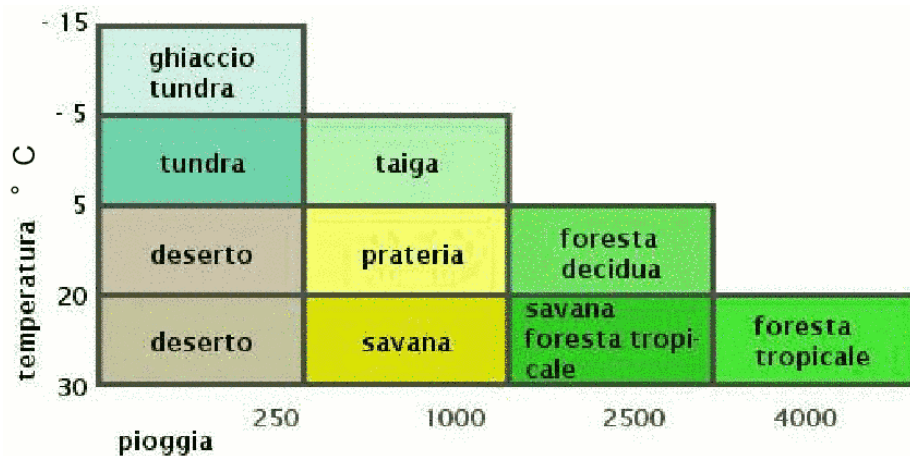 - 15
ghiaccio
tundra
- 5
tundra
taiga
5
deserto
prateria
foresta
decidua
20
deserto
savana
savana
foresta tropi-
cale
foresta
tropicale
30
temperatura ° C
250
1000
2500
4000
pioggia